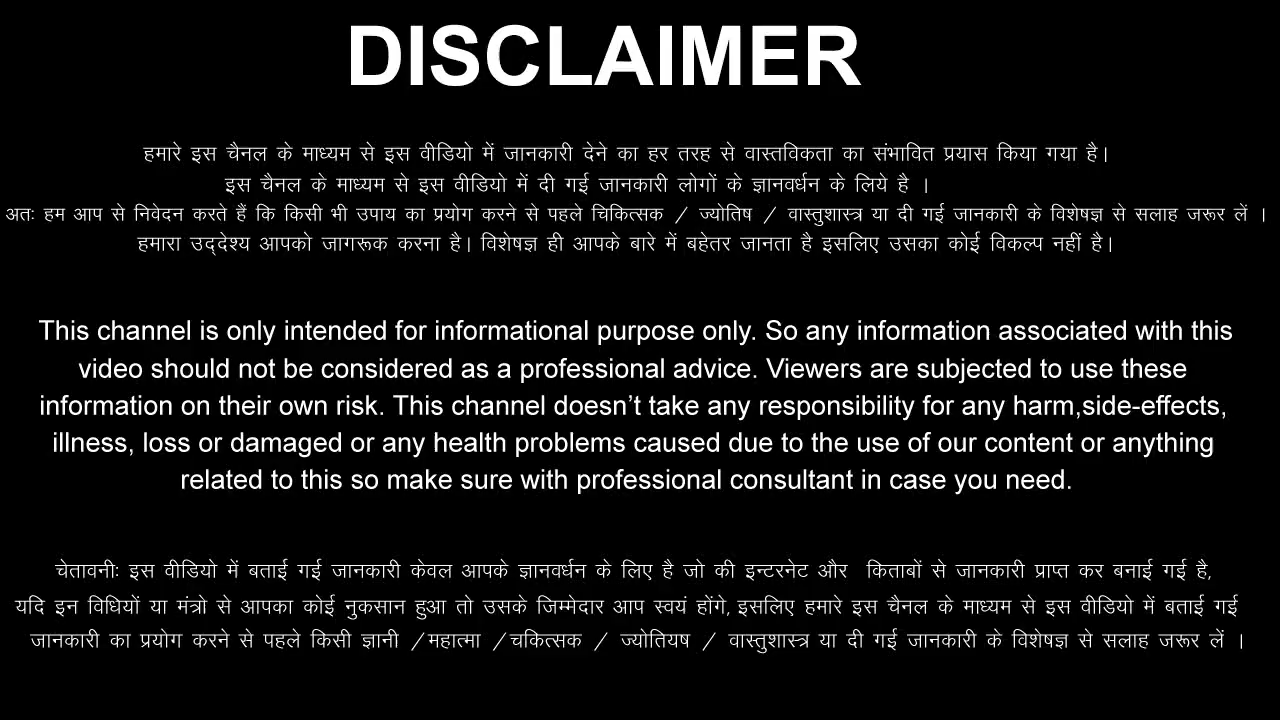 DISCLAIMER
हमारे इस चैनल के माध्यम से इस वीडियो में जानकारी देने का हर तरह से वास्तविकता का संभावित प्रयास किया गया है।
इस चैनल के माध्यम से इस वीडियो में दी गई जानकारी लोगों के ज्ञानवर्धन के लिये है ।
अतः हम आप से निवेदन करते हैं कि किसी भी उपाय का प्रयोग करने से पहले चिकित्सक / ज्योतिष / वास्तुशास्त्र या दी गई जानकारी के विशेषज्ञ से सलाह जरूर लें ।
हमारा उद्देश्य आपको जागरूक करना है। विशेषज्ञ ही आपके बारे में बहेतर जानता है इसलिए उसका कोई विकल्प नहीं है।
This channel is only intended for informational purpose only. So any information associated with this
video should not be considered as a professional advice. Viewers are subjected to use these
information on their own risk. This channel doesn’t take any responsibility for any harm,side-effects,
illness, loss or damaged or any health problems caused due to the use of our content or anything
related to this so make sure with professional consultant in case you need.
चेतावनीः इस वीडियो में बताई गई जानकारी केवल आपके ज्ञानवर्धन के लिए है जो की इन्टरनेट और किताबों से जानकारी प्राप्त कर बनाई गई है,
यदि इन विधियों या मंत्रो से आपका कोई नुकसान हुआ तो उसके जिम्मेदार आप स्वयं होंगे, इसलिए हमारे इस चैनल के माध्यम से इस वीडियो में बताई गई
जानकारी का प्रयोग करने से पहले किसी ज्ञानी /महात्मा /चकित्सक / ज्योतियष / वास्तुशास्त्र या दी गई जानकारी के विशेषज्ञ से सलाह जरूर लें ।